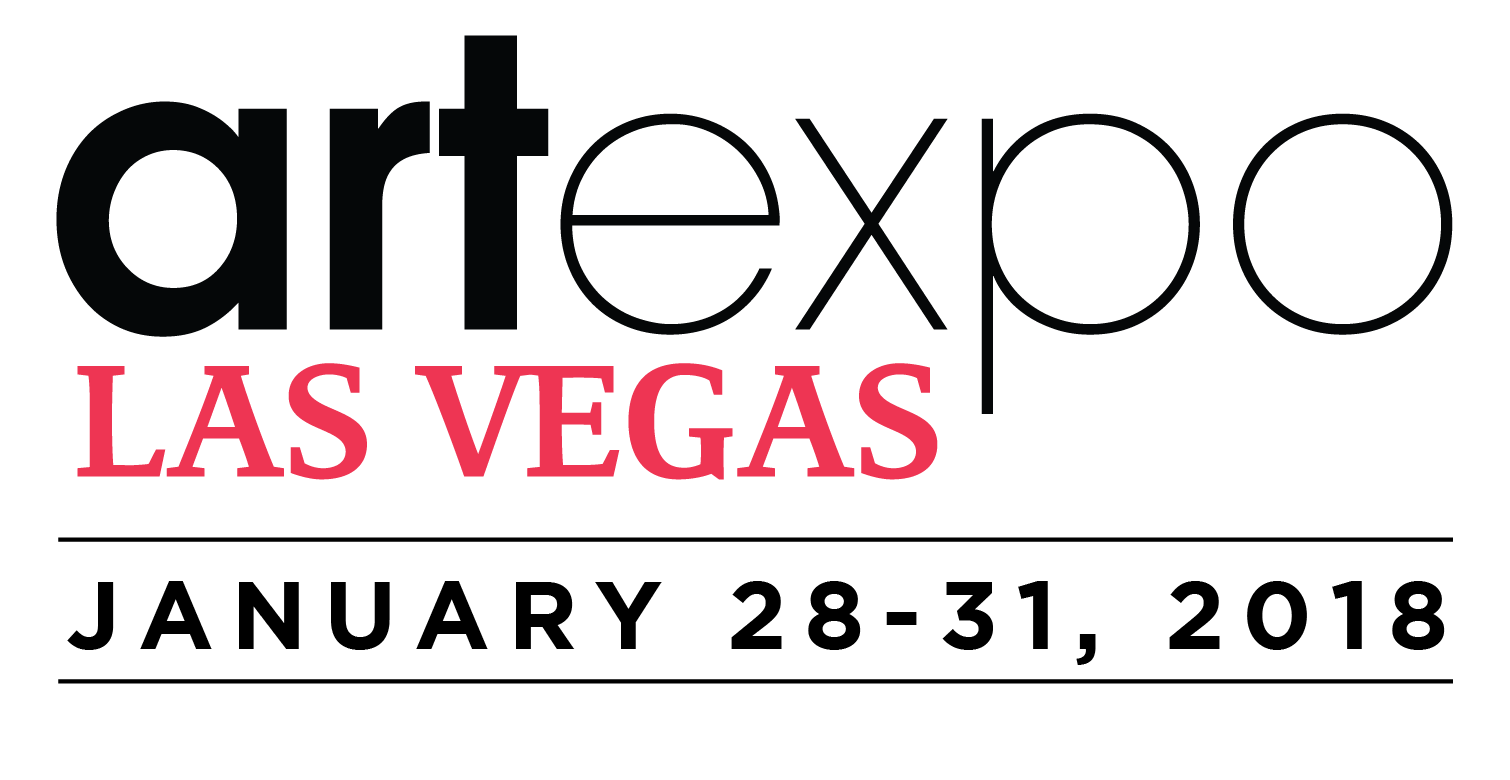 artexpo
LAS VEGAS
JANUARY 28-31, 2018